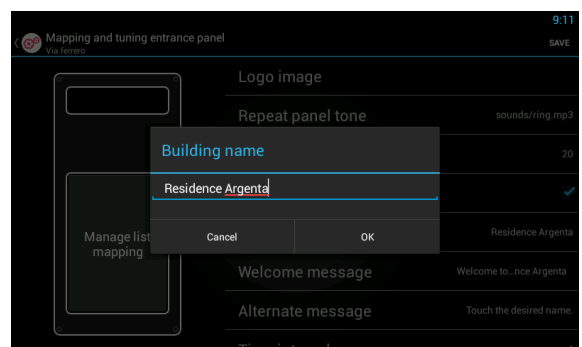 9:11
Mapping and tuning entrance panel
Via ferrero
SAVE
Logo image
Repeat panel tone
sounds/ring.mp3
20
Building name
Residence Argenta
Cancel
OK
Manage list
mapping
Residence Argenta
Welcome message
Welcome to…nce Argenta
Alternate message
Touch the desired name.